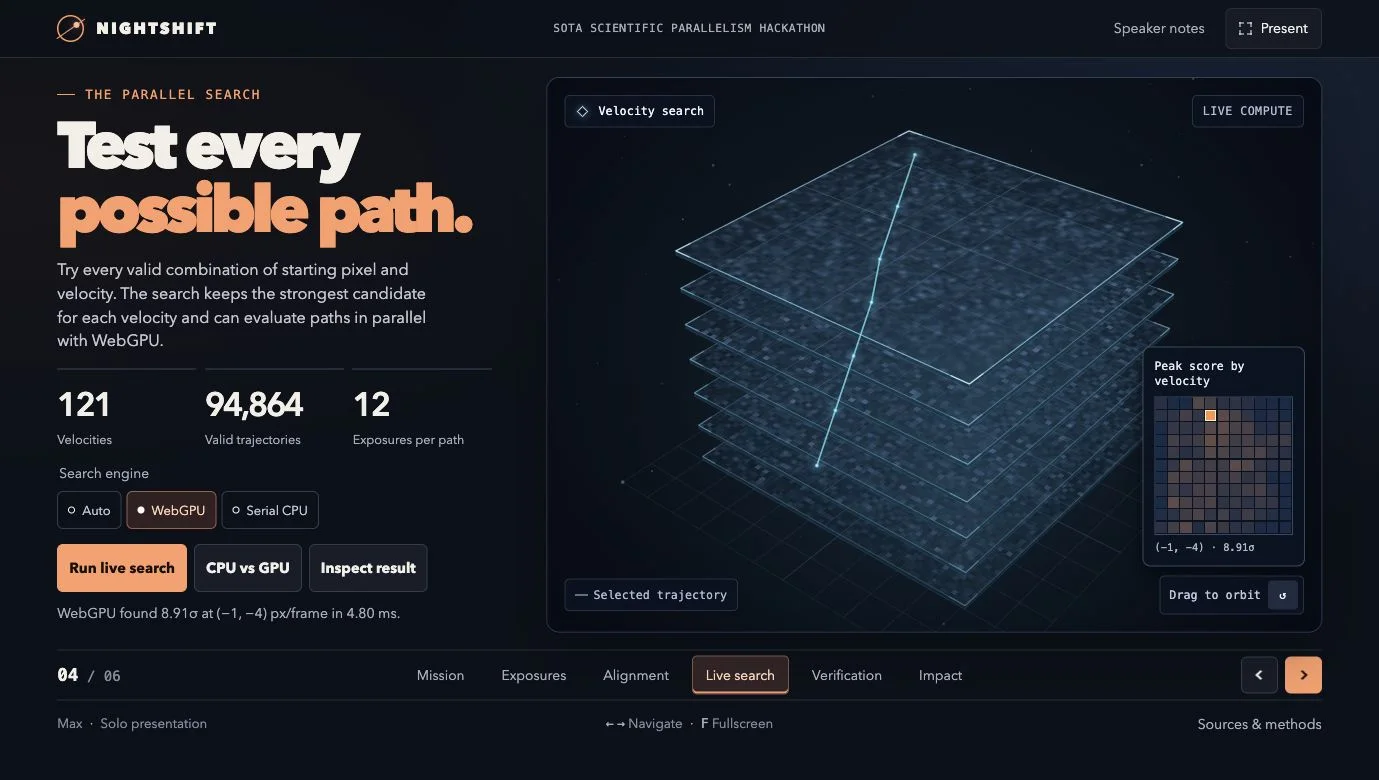 NIGHTSHIFT
SOTA SCIENTIFIC PARALLELISM HACKATHON
Speaker notes
Present
— THE PARALLEL SEARCH
Test every
possible path.
Try every valid combination of starting pixel and
velocity. The search keeps the strongest candidate
for each velocity and can evaluate paths in parallel
with WebGPU.
121
Velocities
94,864
Valid trajectories
12
Exposures per path
Search engine
Auto
WebGPU
Serial CPU
Run live search
CPU vs GPU
Inspect result
WebGPU found 8.91σ at (−1, −4) px/frame in 4.80 ms.
Velocity search
LIVE COMPUTE
Peak score by
velocity
(−1, −4) · 8.91σ
Selected trajectory
Drag to orbit ↺
04 / 06
Mission
Exposures
Alignment
Live search
Verification
Impact
Max · Solo presentation
←→ Navigate · F Fullscreen
Sources & methods